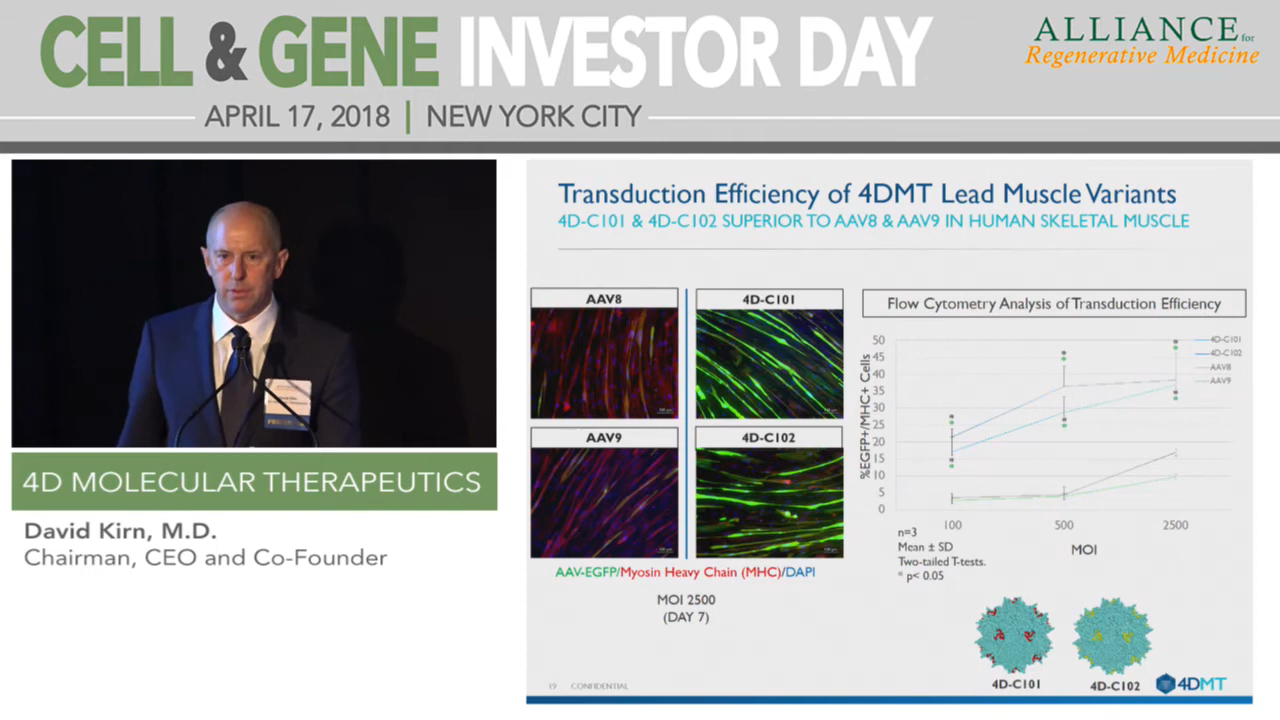 CELL & GENE INVESTOR DAY
APRIL 17, 2018 | NEW YORK CITY
ALLIANCE for
Regenerative Medicine
4D MOLECULAR THERAPEUTICS
David Kirn, M.D.
Chairman, CEO and Co-Founder
Transduction Efficiency of 4DMT Lead Muscle Variants
4D-C101 & 4D-C102 SUPERIOR TO AAV8 & AAV9 IN HUMAN SKELETAL MUSCLE
AAV8
4D-C101
AAV9
4D-C102
AAV-EGFP/Myosin Heavy Chain (MHC)/DAPI
MOI 2500
(DAY 7)
Flow Cytometry Analysis of Transduction Efficiency
%EGFP+/MHC+ Cells
50
45
40
35
30
25
20
15
10
5
0
100
500
2500
MOI
4D-C101
4D-C102
AAV8
AAV9
n=3
Mean ± SD
Two-tailed T-tests.
* p< 0.05
4D-C101
4D-C102
19 CONFIDENTIAL
4DMT